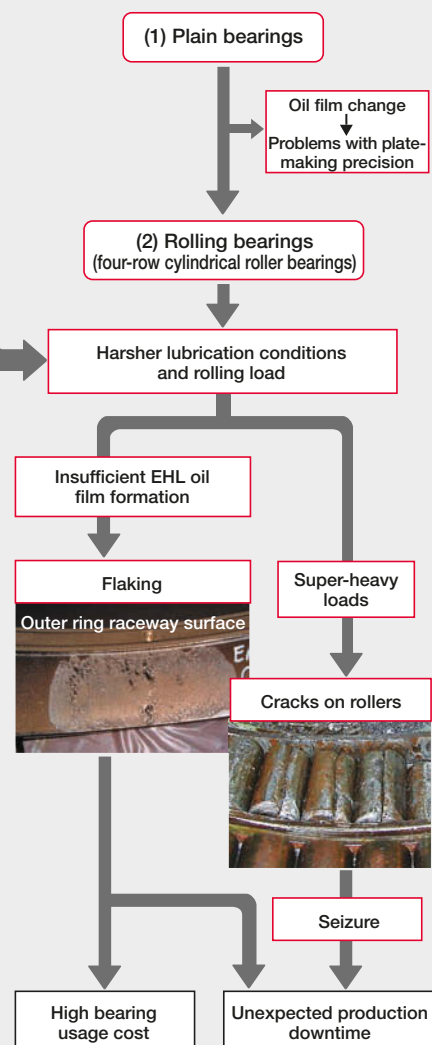 (1) Plain bearings
Oil film change
Problems with plate-
making precision
(2) Rolling bearings
(four-row cylindrical roller bearings)
Harsher lubrication conditions
and rolling load
Insufficient EHL oil
film formation
Flaking
Outer ring raceway surface
Super-heavy
loads
Cracks on rollers
Seizure
High bearing
usage cost
Unexpected production
downtime